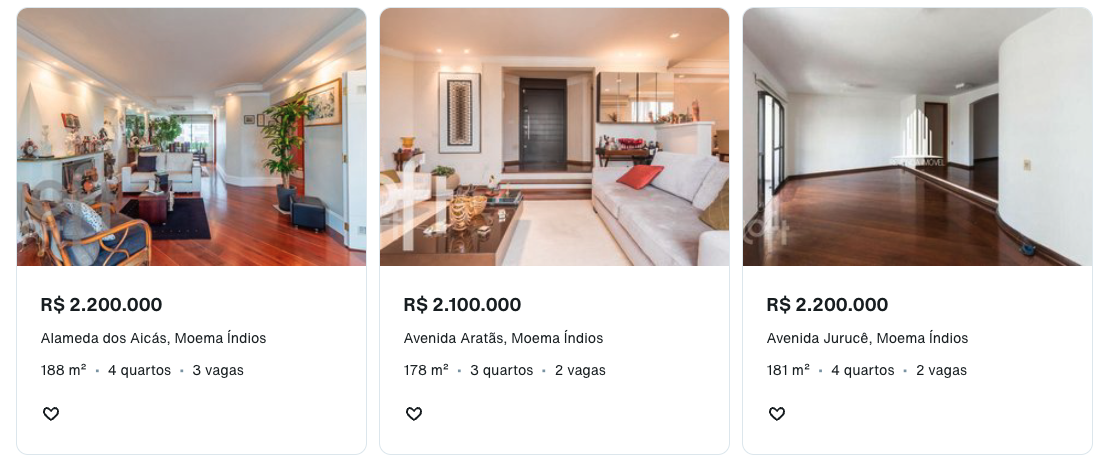 R$ 2.200.000
Alameda dos Aicás, Moema Índios
188 m² • 4 quartos • 3 vagas
R$ 2.100.000
Avenida Aratãs, Moema Índios
178 m² • 3 quartos • 2 vagas
R$ 2.200.000
Avenida Jurucê, Moema Índios
181 m² • 4 quartos • 2 vagas